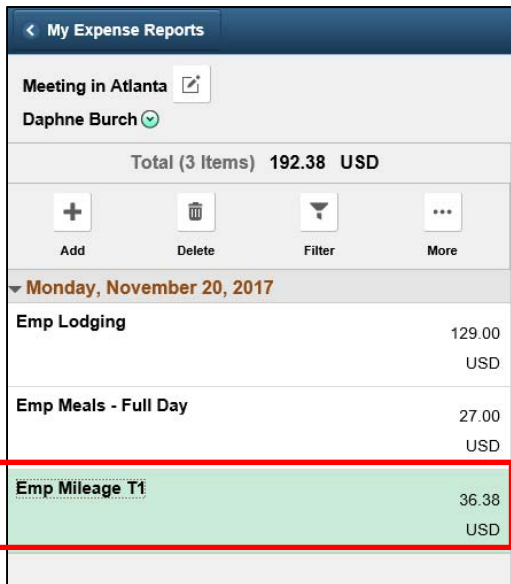 My Expense Reports
Meeting in Atlanta
Daphne Burch
Total (3 Items) 192.38 USD
Add Delete Filter More
Monday, November 20, 2017
Emp Lodging
129.00
USD
Emp Meals - Full Day
27.00
USD
Emp Mileage T1
36.38
USD